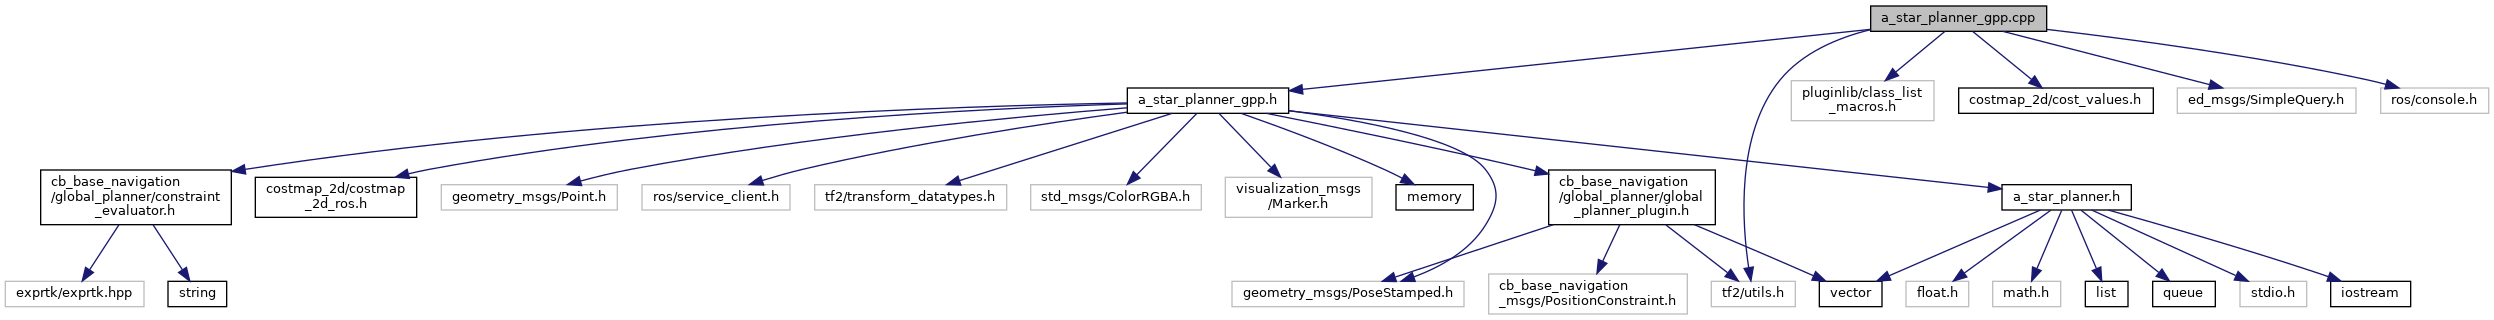 a_star_planner_gpp.cpp
a_star_planner_gpp.h
pluginlib/class_list
_macros.h
costmap_2d/cost_values.h
ed_msgs/SimpleQuery.h
ros/console.h
cb_base_navigation
/global_planner/constraint
_evaluator.h
costmap_2d/costmap
_2d_ros.h
geometry_msgs/Point.h
ros/service_client.h
tf2/transform_datatypes.h
std_msgs/ColorRGBA.h
visualization_msgs
/Marker.h
memory
cb_base_navigation
/global_planner/global
_planner_plugin.h
a_star_planner.h
exprtk/exprtk.hpp
string
geometry_msgs/PoseStamped.h
cb_base_navigation
_msgs/PositionConstraint.h
tf2/utils.h
vector
float.h
math.h
list
queue
stdio.h
iostream